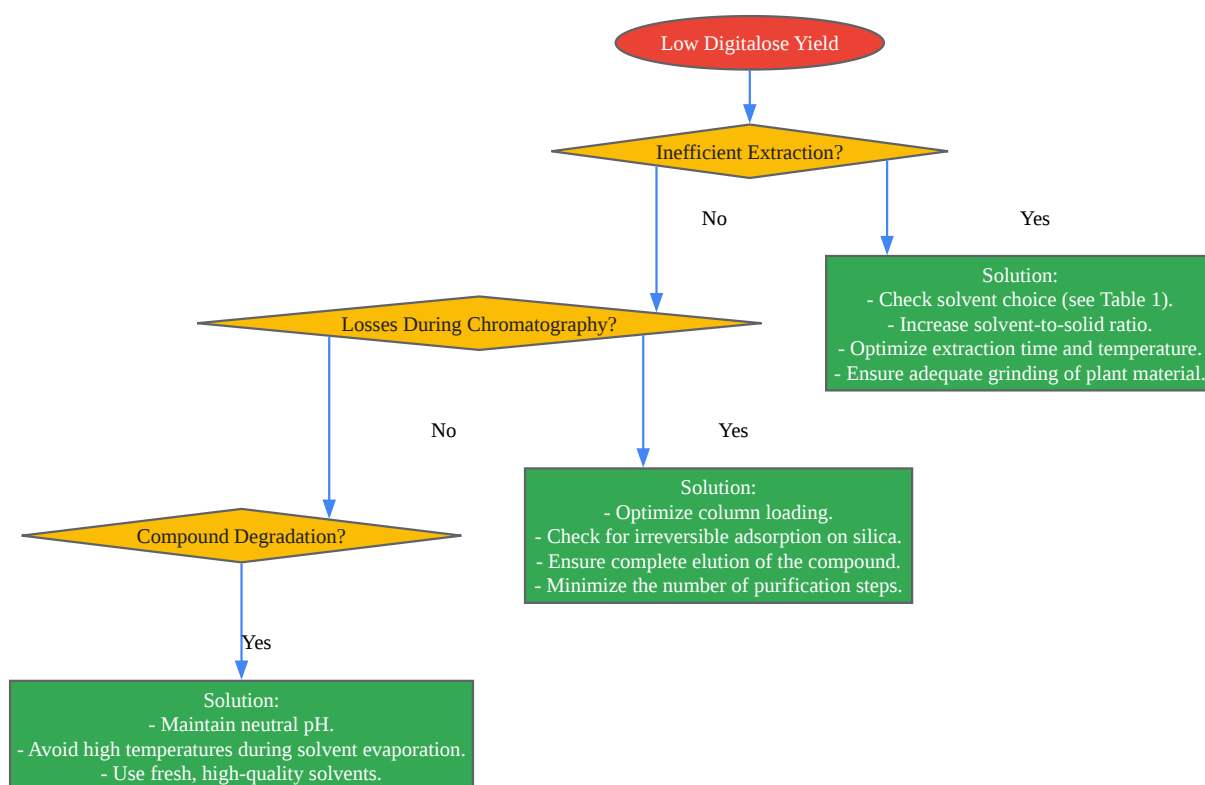 Low Digitalose Yield
Inefficient Extraction?
No
Yes
Solution:
- Check solvent choice (see Table 1).
- Increase solvent-to-solid ratio.
- Optimize extraction time and temperature.
- Ensure adequate grinding of plant material.
Losses During Chromatography?
No
Yes
Solution:
- Optimize column loading.
- Check for irreversible adsorption on silica.
- Ensure complete elution of the compound.
- Minimize the number of purification steps.
Compound Degradation?
Yes
Solution:
- Maintain neutral pH.
- Avoid high temperatures during solvent evaporation.
- Use fresh, high-quality solvents.